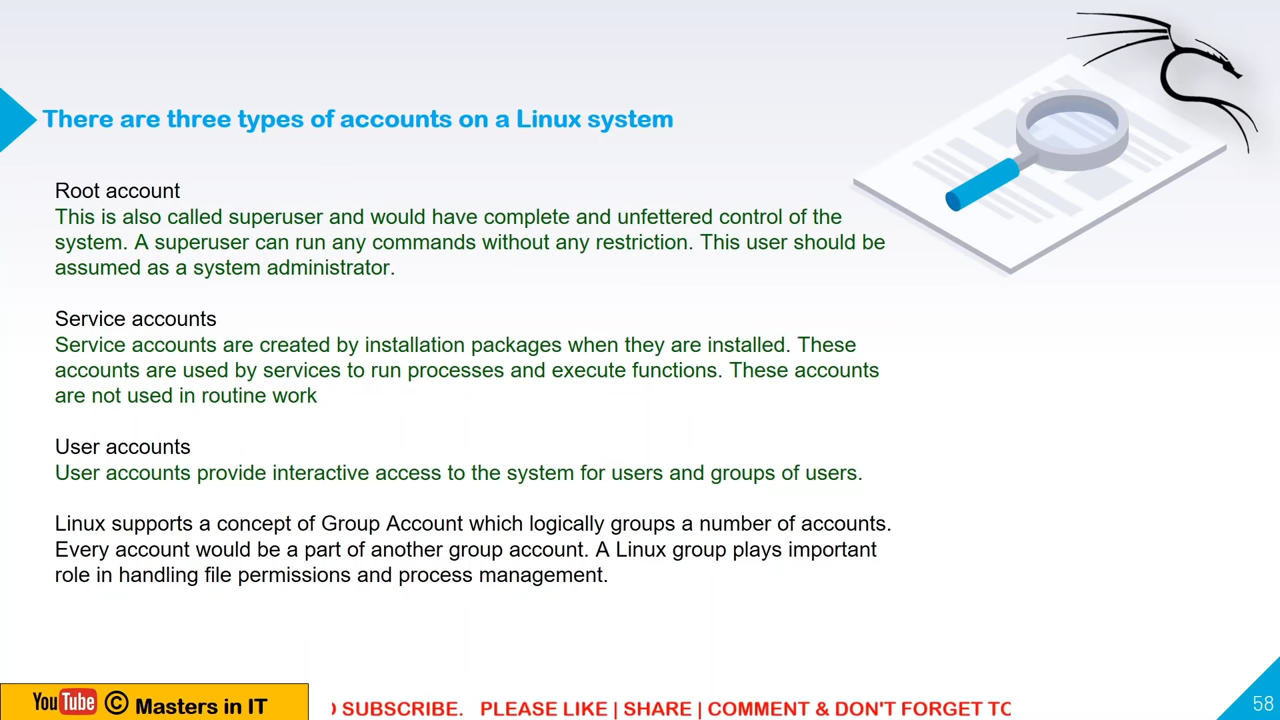 There are three types of accounts on a Linux system
Root account
This is also called superuser and would have complete and unfettered control of the
system. A superuser can run any commands without any restriction. This user should be
assumed as a system administrator.
Service accounts
Service accounts are created by installation packages when they are installed. These
accounts are used by services to run processes and execute functions. These accounts
are not used in routine work
User accounts
User accounts provide interactive access to the system for users and groups of users.
Linux supports a concept of Group Account which logically groups a number of accounts.
Every account would be a part of another group account. A Linux group plays important
role in handling file permissions and process management.
YouTube © Masters in IT
SUBSCRIBE. PLEASE LIKE | SHARE | COMMENT & DON'T FORGET TO
58